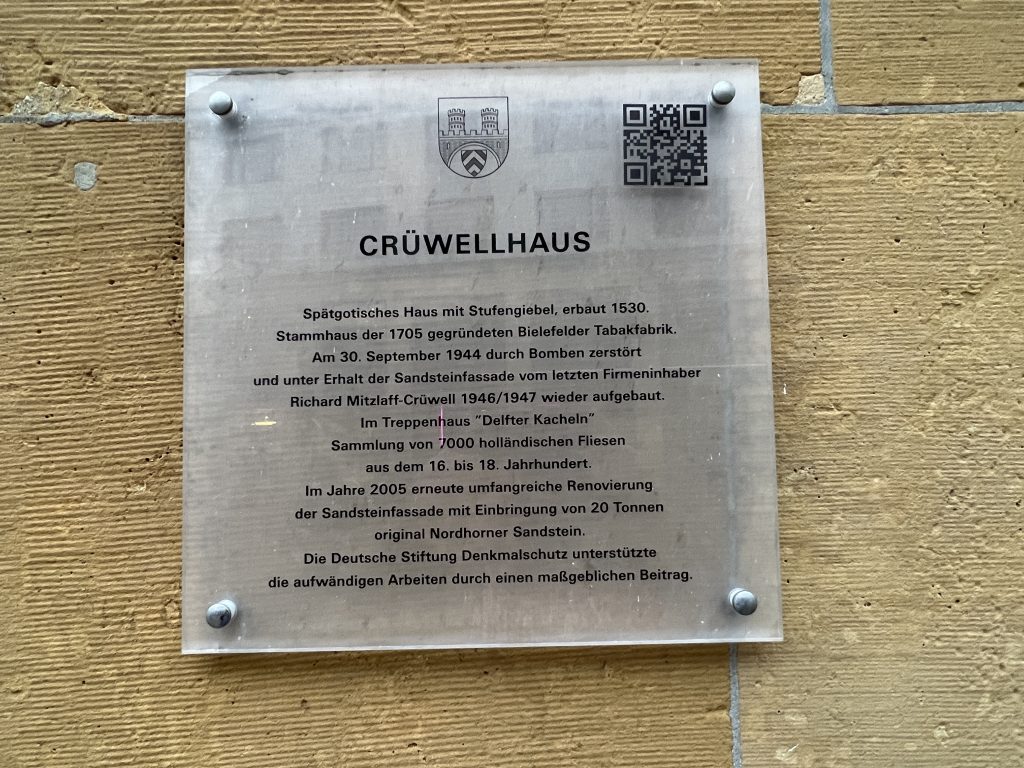 CRÜWELLHAUS
Spätgotisches Haus mit Stufengiebel, erbaut 1530.
Stammhaus der 1705 gegründeten Bielefelder Tabakfabrik.
Am 30. September 1944 durch Bomben zerstört
und unter Erhalt der Sandsteinfassade vom letzten Firmeninhaber
Richard Mitzlaff-Crüwell 1946/1947 wieder aufgebaut.
Im Treppenhaus "Delfter Kacheln"
Sammlung von 7000 holländischen Fliesen
aus dem 16. bis 18. Jahrhundert.
Im Jahre 2005 erneute umfangreiche Renovierung
der Sandsteinfassade mit Einbringung von 20 Tonnen
original Nordhorner Sandstein.
Die Deutsche Stiftung Denkmalschutz unterstützte
die aufwändigen Arbeiten durch einen maßgeblichen Beitrag.